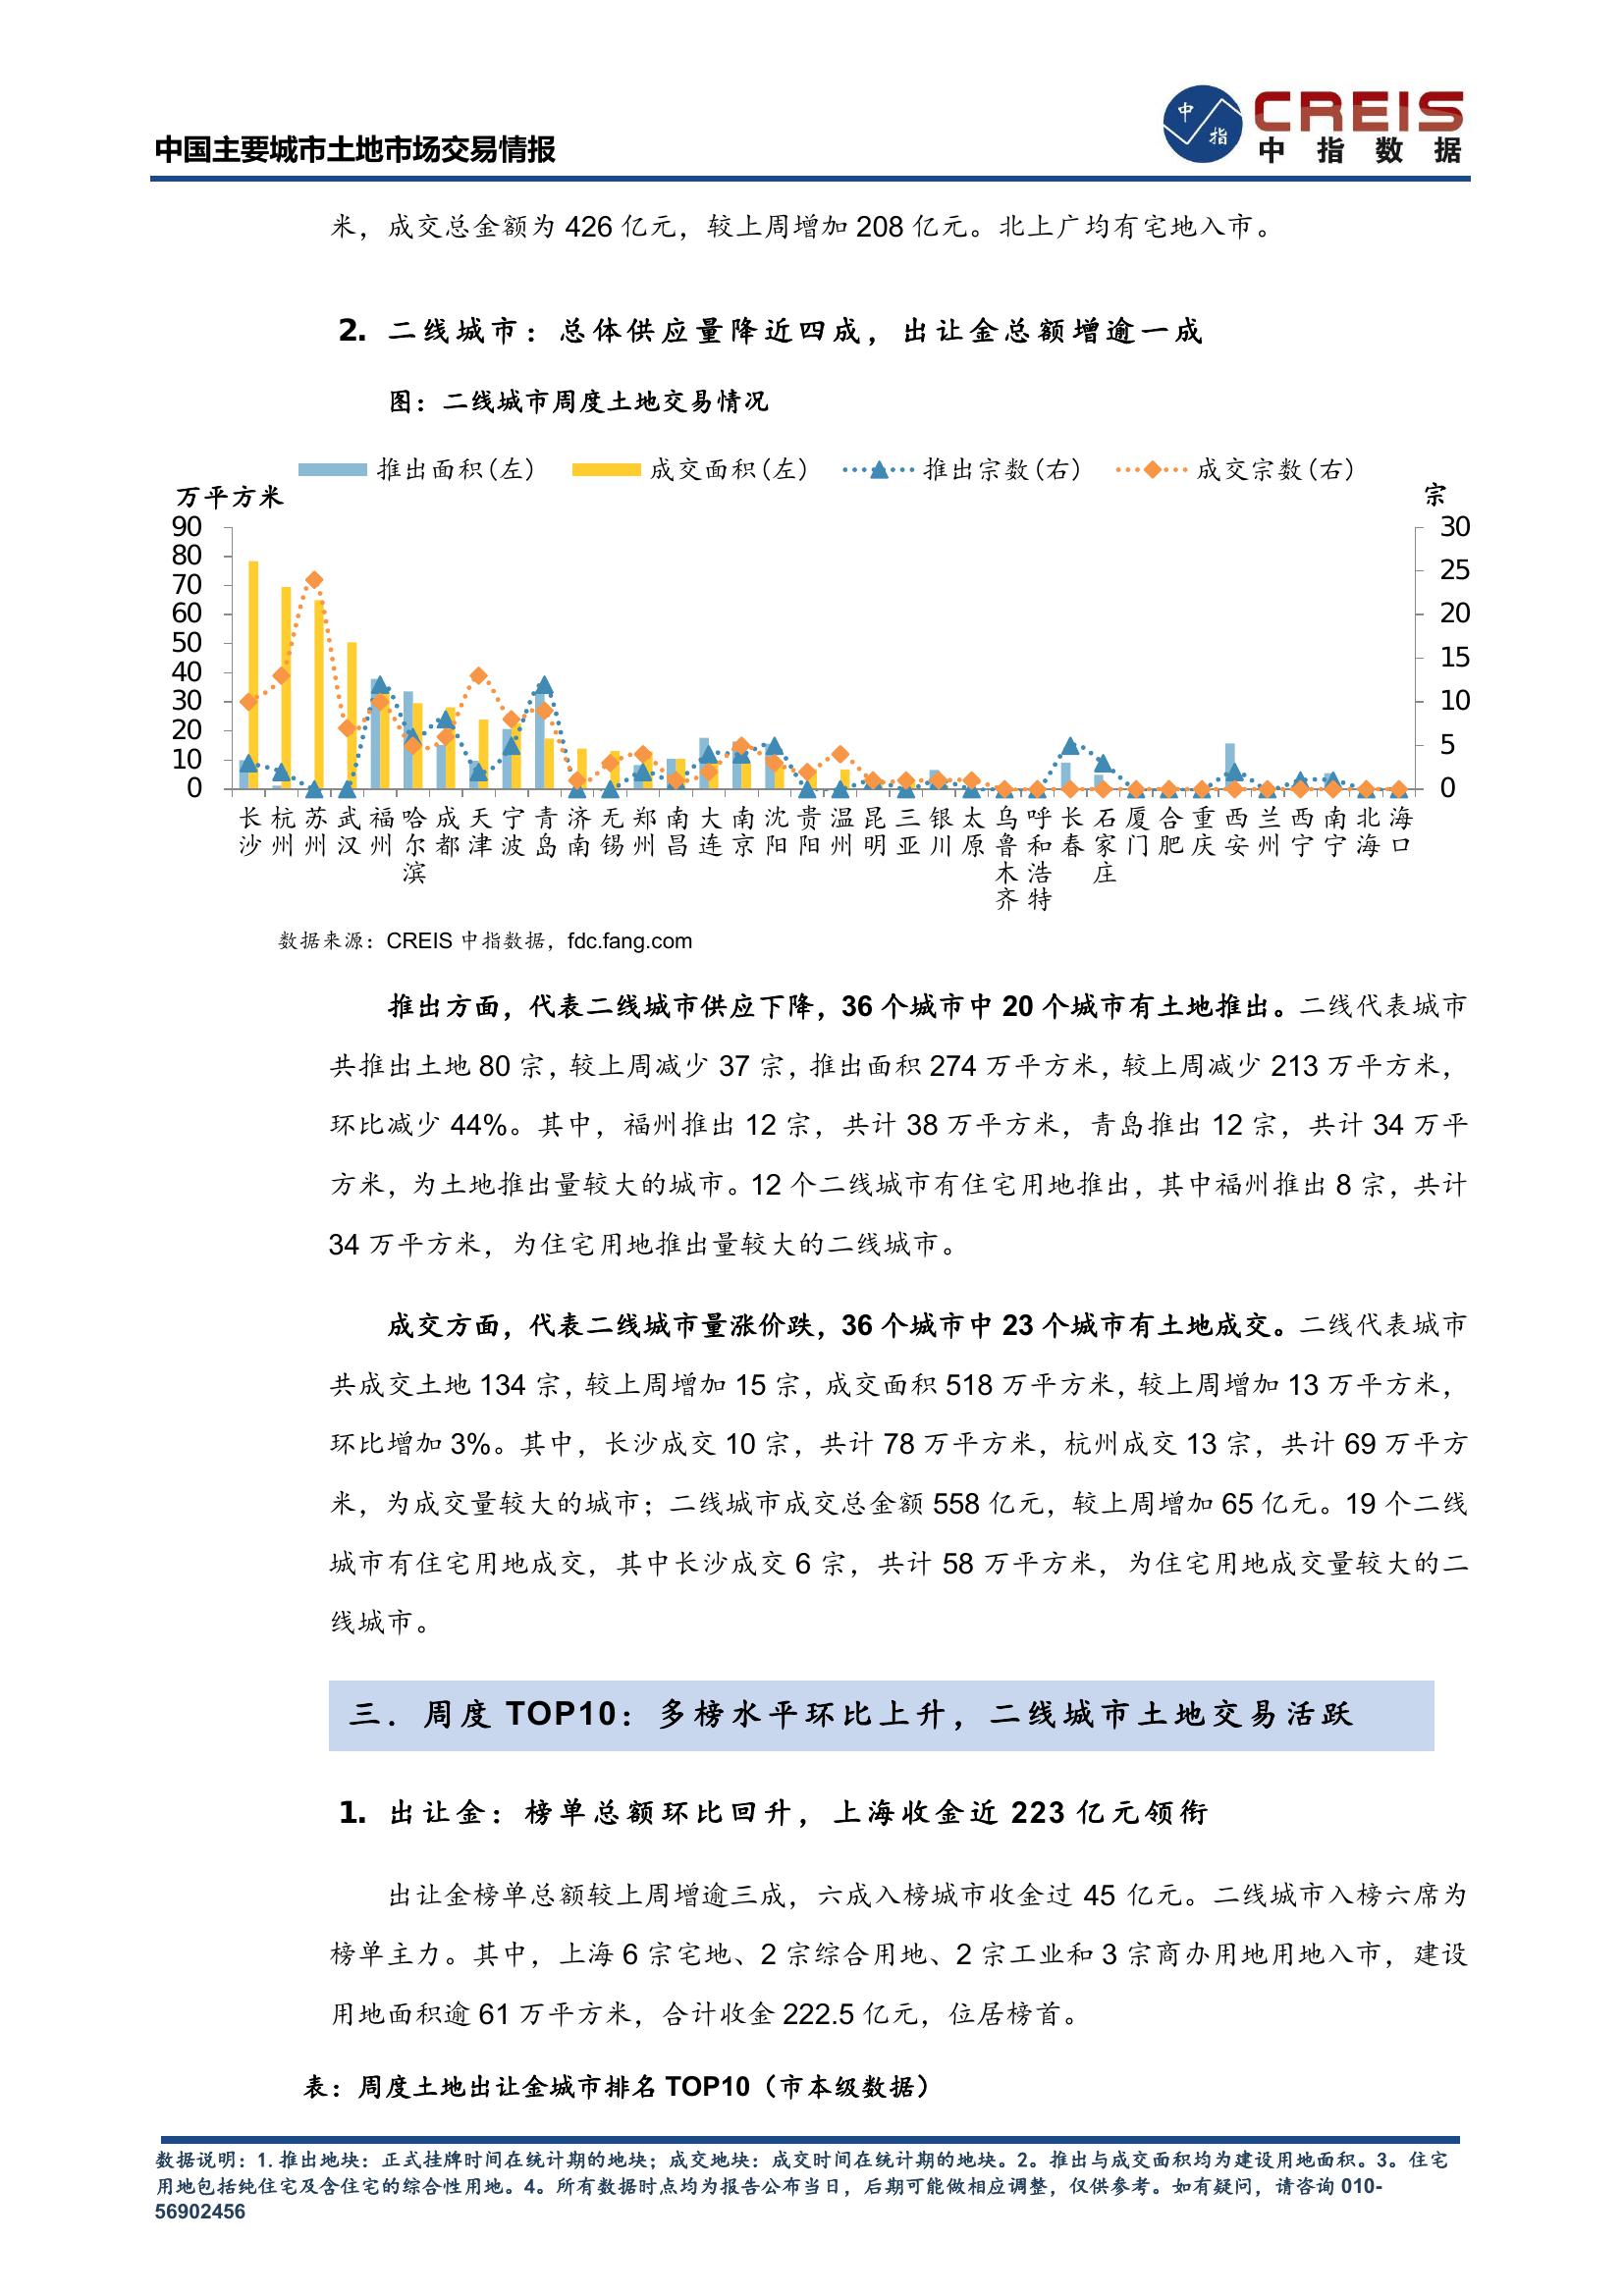 中国主要城市土地市场交易情报
中 指
CREIS
中 指 数 据
米，成交总金额为 426 亿元，较上周增加 208 亿元。北上广均有宅地入市。
2. 二线城市：总体供应量降近四成，出让金总额增逾一成
图：二线城市周度土地交易情况
推出面积(左) 成交面积(左) 推出宗数(右) 成交宗数(右)
万平方米 宗
90 30
80 25
70
60 20
50 15
40
30 10
20
10 5
0 0
长沙 杭州 苏州 武汉 福州 哈尔滨 成都 天津 宁波 青岛 济南 无锡 郑州 南昌 大连 南京 沈阳 贵阳 温州 昆明 三亚 银川 太原 乌鲁木齐 呼和浩特 长春 石家庄 厦门 合肥 重庆 西安 兰州 西宁 南宁 北海 海口
数据来源：CREIS 中指数据，fdc.fang.com
推出方面，代表二线城市供应下降，36 个城市中 20 个城市有土地推出。二线代表城市
共推出土地 80 宗，较上周减少 37 宗，推出面积 274 万平方米，较上周减少 213 万平方米，
环比减少 44%。其中，福州推出 12 宗，共计 38 万平方米，青岛推出 12 宗，共计 34 万平
方米，为土地推出量较大的城市。12 个二线城市有住宅用地推出，其中福州推出 8 宗，共计
34 万平方米，为住宅用地推出量较大的二线城市。
成交方面，代表二线城市量涨价跌，36 个城市中 23 个城市有土地成交。二线代表城市
共成交土地 134 宗，较上周增加 15 宗，成交面积 518 万平方米，较上周增加 13 万平方米，
环比增加 3%。其中，长沙成交 10 宗，共计 78 万平方米，杭州成交 13 宗，共计 69 万平方
米，为成交量较大的城市；二线城市成交总金额 558 亿元，较上周增加 65 亿元。19 个二线
城市有住宅用地成交，其中长沙成交 6 宗，共计 58 万平方米，为住宅用地成交量较大的二
线城市。
三．周度 TOP10：多榜水平环比上升，二线城市土地交易活跃
1. 出让金：榜单总额环比回升，上海收金近 223 亿元领衔
出让金榜单总额较上周增逾三成，六成入榜城市收金过 45 亿元。二线城市入榜六席为
榜单主力。其中，上海 6 宗宅地、2 宗综合用地、2 宗工业和 3 宗商办用地用地入市，建设
用地面积逾 61 万平方米，合计收金 222.5 亿元，位居榜首。
表：周度土地出让金城市排名 TOP10（市本级数据）
数据说明：1. 推出地块：正式挂牌时间在统计期的地块；成交地块：成交时间在统计期的地块。2。推出与成交面积均为建设用地面积。3。住宅
用地包括纯住宅及含住宅的综合性用地。4。所有数据时点均为报告公布当日，后期可能做相应调整，仅供参考。如有疑问，请咨询 010-
56902456